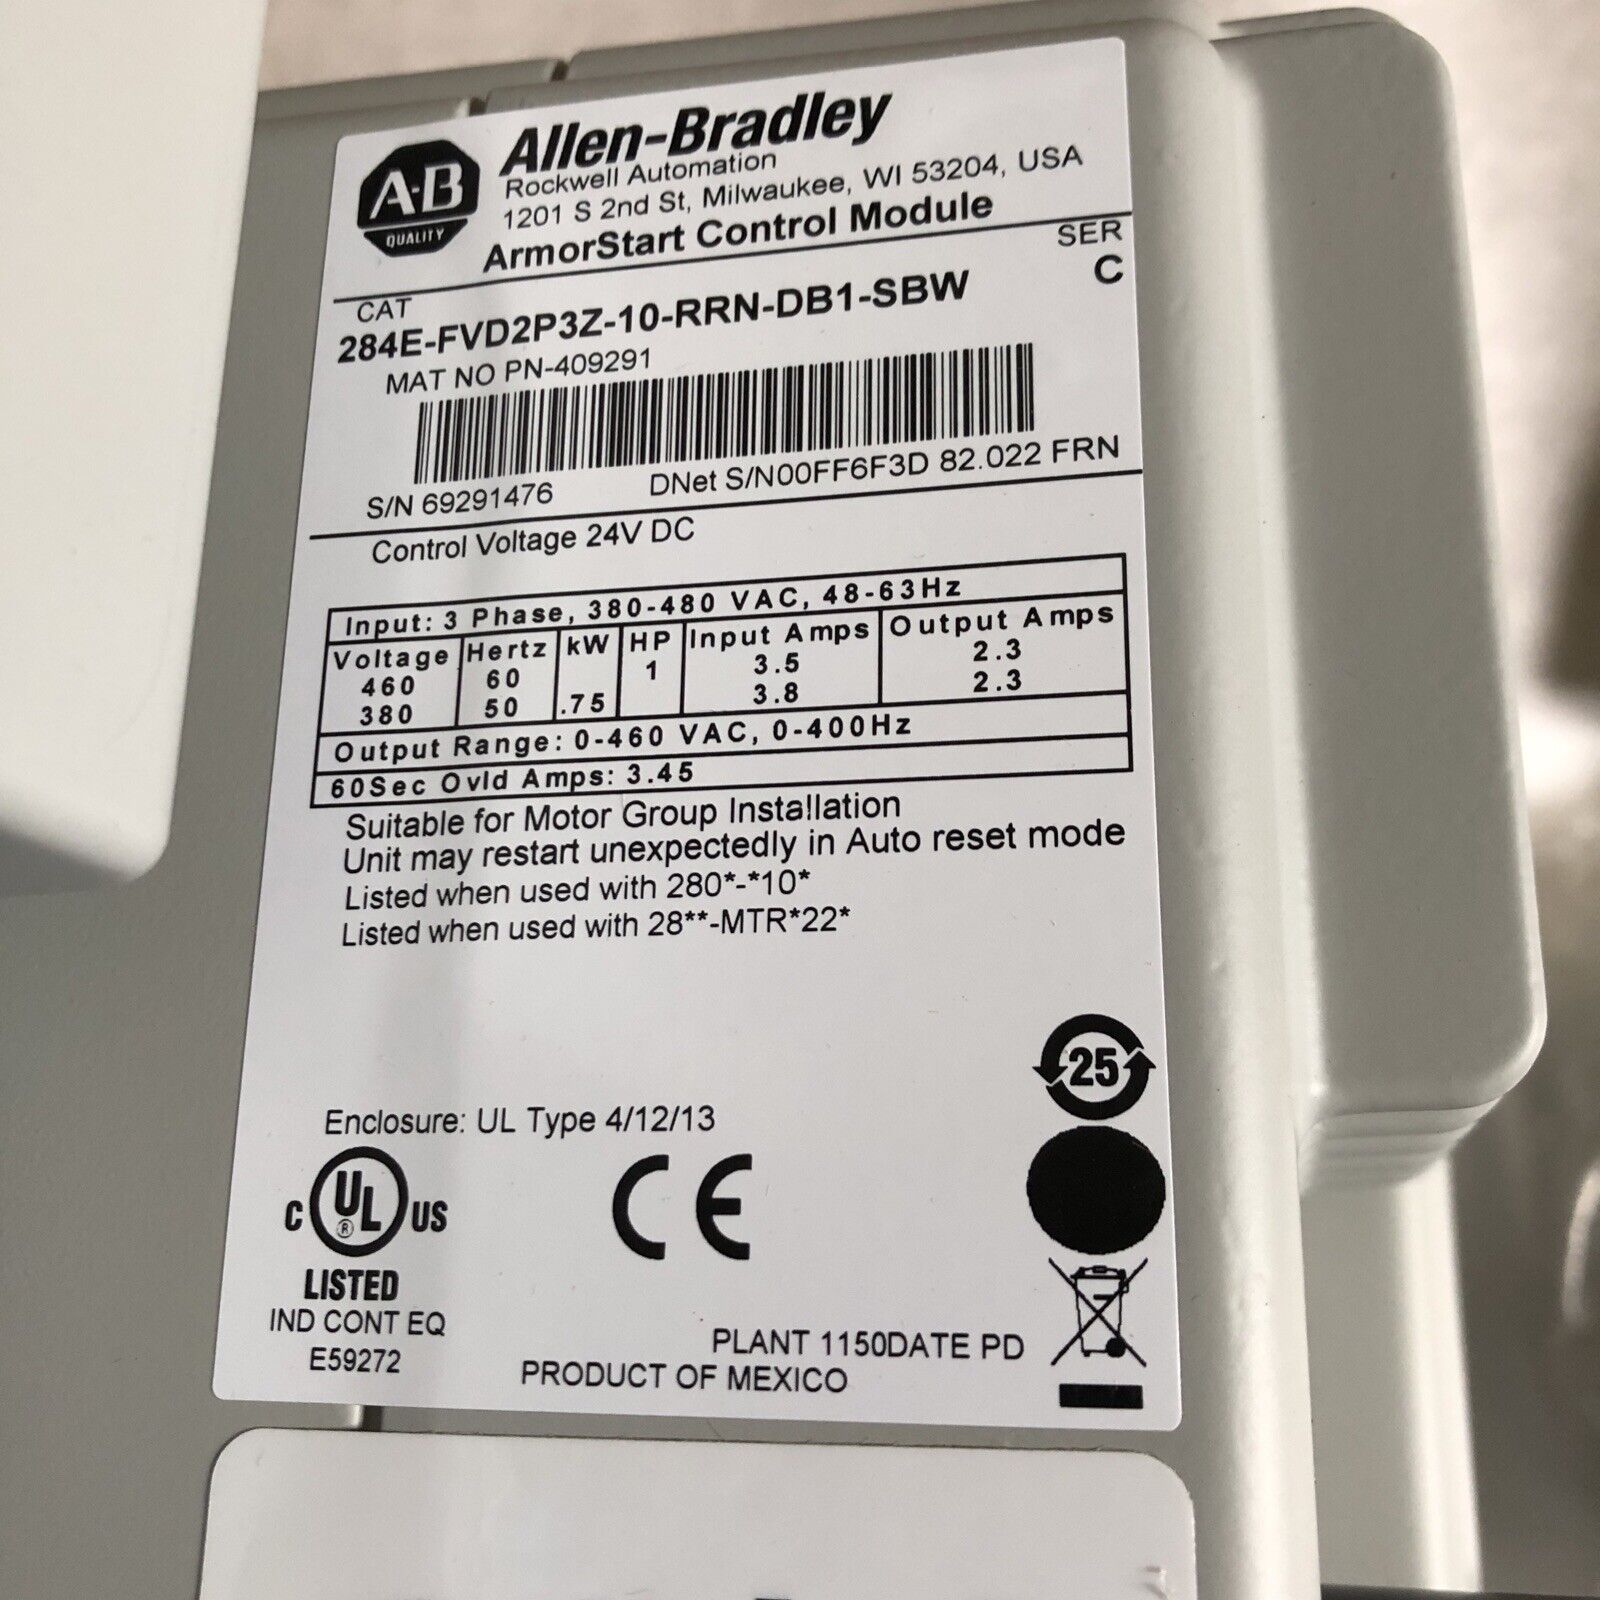 A-B
QUALITY
Allen-Bradley
Rockwell Automation
1201 S 2nd St, Milwaukee, WI 53204, USA
ArmorStart Control Module
SER
C
CAT
284E-FVD2P3Z-10-RRN-DB1-SBW
MAT NO PN-409291
S/N 69291476 DNet S/N00FF6F3D 82.022 FRN
Control Voltage 24V DC
Input: 3 Phase, 380-480 VAC, 48-63Hz
Voltage Hertz kW HP Input Amps Output Amps
460 60 1 3.5 2.3
380 50 .75 3.8 2.3
Output Range: 0-460 VAC, 0-400Hz
60Sec Ovld Amps: 3.45
Suitable for Motor Group Installation
Unit may restart unexpectedly in Auto reset mode
Listed when used with 280*-*10*
Listed when used with 28**-MTR*22*
25
Enclosure: UL Type 4/12/13
C UL ® US
CE
LISTED
IND CONT EQ
E59272
PLANT 1150DATE PD
PRODUCT OF MEXICO